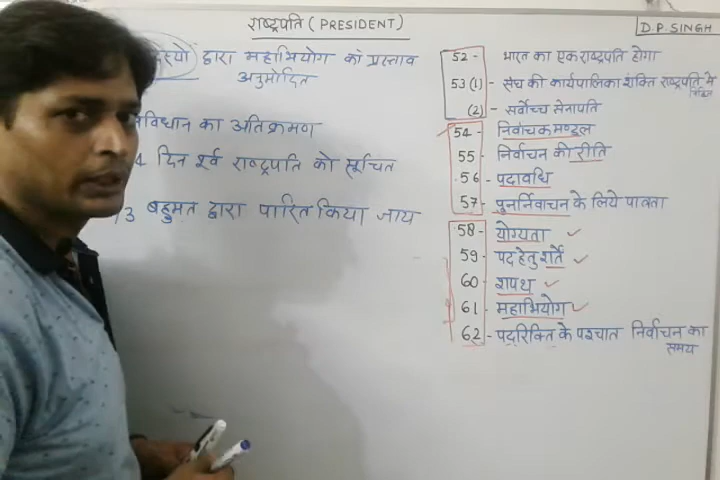 राष्ट्रपति (PRESIDENT)
D.P. SINGH
द्वारा महाभियोग का प्रस्ताव
अनुमोदित
का अतिक्रमण
4 दिन पूर्व राष्ट्रपति को सूचित
/3 बहुमत द्वारा पारित किया जाय
52 - भारत का एक राष्ट्रपति होगा
53 (1) - संघ की कार्यपालिका शक्ति राष्ट्रपति में
(2) - सर्वोच्च सेनापति
54 - निर्वाचक मण्डल
55 - निर्वाचन की रीति
56 - पदावधि
57 - पुनर्निर्वाचन के लिये पात्रता
58 - योग्यता ✓
59 - पद हेतु शर्ते ✓
60 - शपथ ✓
61 - महाभियोग ✓
62 - पदरिक्ति के पश्चात निर्वाचन का
समय